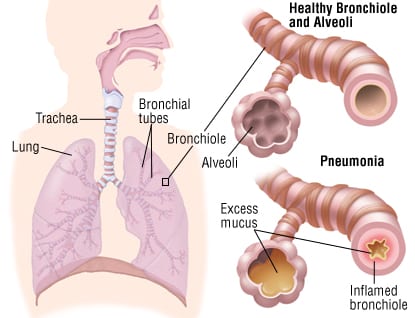 Healthy Bronchiole
and Alveoli
Trachea
Bronchial
tubes
Lung
Bronchiole
Alveoli
Pneumonia
Excess
mucus
Inflamed
bronchiole